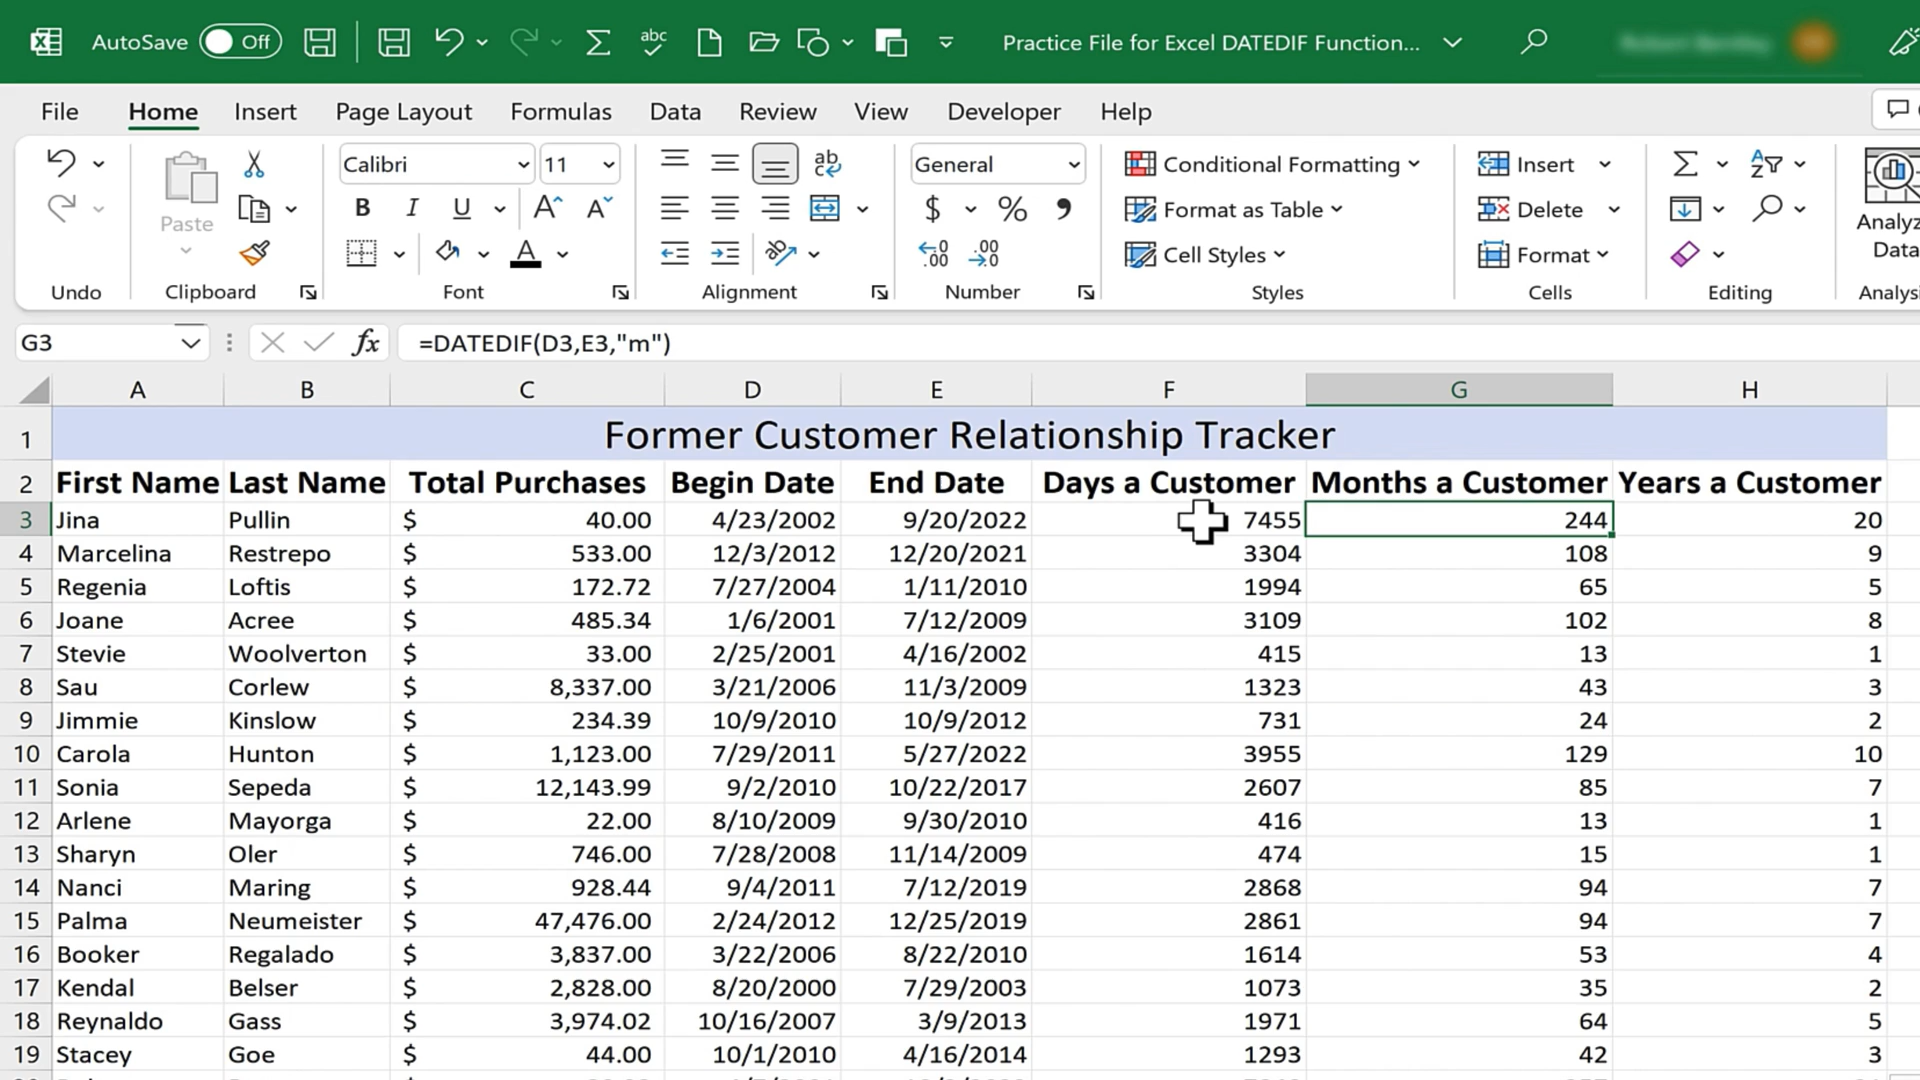 AutoSave Off abc Practice File for Excel DATEDIF Function...
File Home Insert Page Layout Formulas Data Review View Developer Help
Calibri 11 ab General Conditional Formatting Insert
Paste B I U A A $ % Format as Table Delete Analyz
A Cell Styles Format Data
Undo Clipboard Font Alignment Number Styles Cells Editing Analysi
G3 fx =DATEDIF(D3,E3,"m")
A B C D E F G H
1 Former Customer Relationship Tracker
2 First Name Last Name Total Purchases Begin Date End Date Days a Customer Months a Customer Years a Customer
3 Jina Pullin $ 40.00 4/23/2002 9/20/2022 7455 244 20
4 Marcelina Restrepo $ 533.00 12/3/2012 12/20/2021 3304 108 9
5 Regenia Loftis $ 172.72 7/27/2004 1/11/2010 1994 65 5
6 Joane Acree $ 485.34 1/6/2001 7/12/2009 3109 102 8
7 Stevie Woolverton $ 33.00 2/25/2001 4/16/2002 415 13 1
8 Sau Corlew $ 8,337.00 3/21/2006 11/3/2009 1323 43 3
9 Jimmie Kinslow $ 234.39 10/9/2010 10/9/2012 731 24 2
10 Carola Hunton $ 1,123.00 7/29/2011 5/27/2022 3955 129 10
11 Sonia Sepeda $ 12,143.99 9/2/2010 10/22/2017 2607 85 7
12 Arlene Mayorga $ 22.00 8/10/2009 9/30/2010 416 13 1
13 Sharyn Oler $ 746.00 7/28/2008 11/14/2009 474 15 1
14 Nanci Maring $ 928.44 9/4/2011 7/12/2019 2868 94 7
15 Palma Neumeister $ 47,476.00 2/24/2012 12/25/2019 2861 94 7
16 Booker Regalado $ 3,837.00 3/22/2006 8/22/2010 1614 53 4
17 Kendal Belser $ 2,828.00 8/20/2000 7/29/2003 1073 35 2
18 Reynaldo Gass $ 3,974.02 10/16/2007 3/9/2013 1971 64 5
19 Stacey Goe $ 44.00 10/1/2010 4/16/2014 1293 42 3